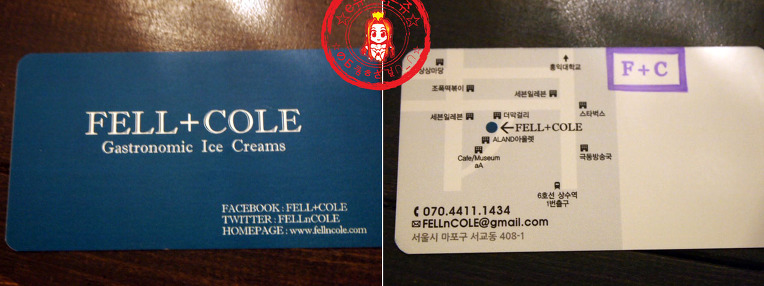 FELL+COLE
Gastronomic Ice Creams
FACEBOOK : FELL+COLE
TWITTER : FELLnCOLE
HOMEPAGE : www.fellncole.com
F+C
상상마당
홍익대학교
조폭떡볶이
세븐일레븐
스타벅스
세븐일레븐
더막걸리
FELL+COLE
ALAND아울렛
Cafe/Museum
aA
극동방송국
6호선 상수역
1번출구
070.4411.1434
FELLnCOLE@gmail.com
서울시 마포구 서교동 408-1